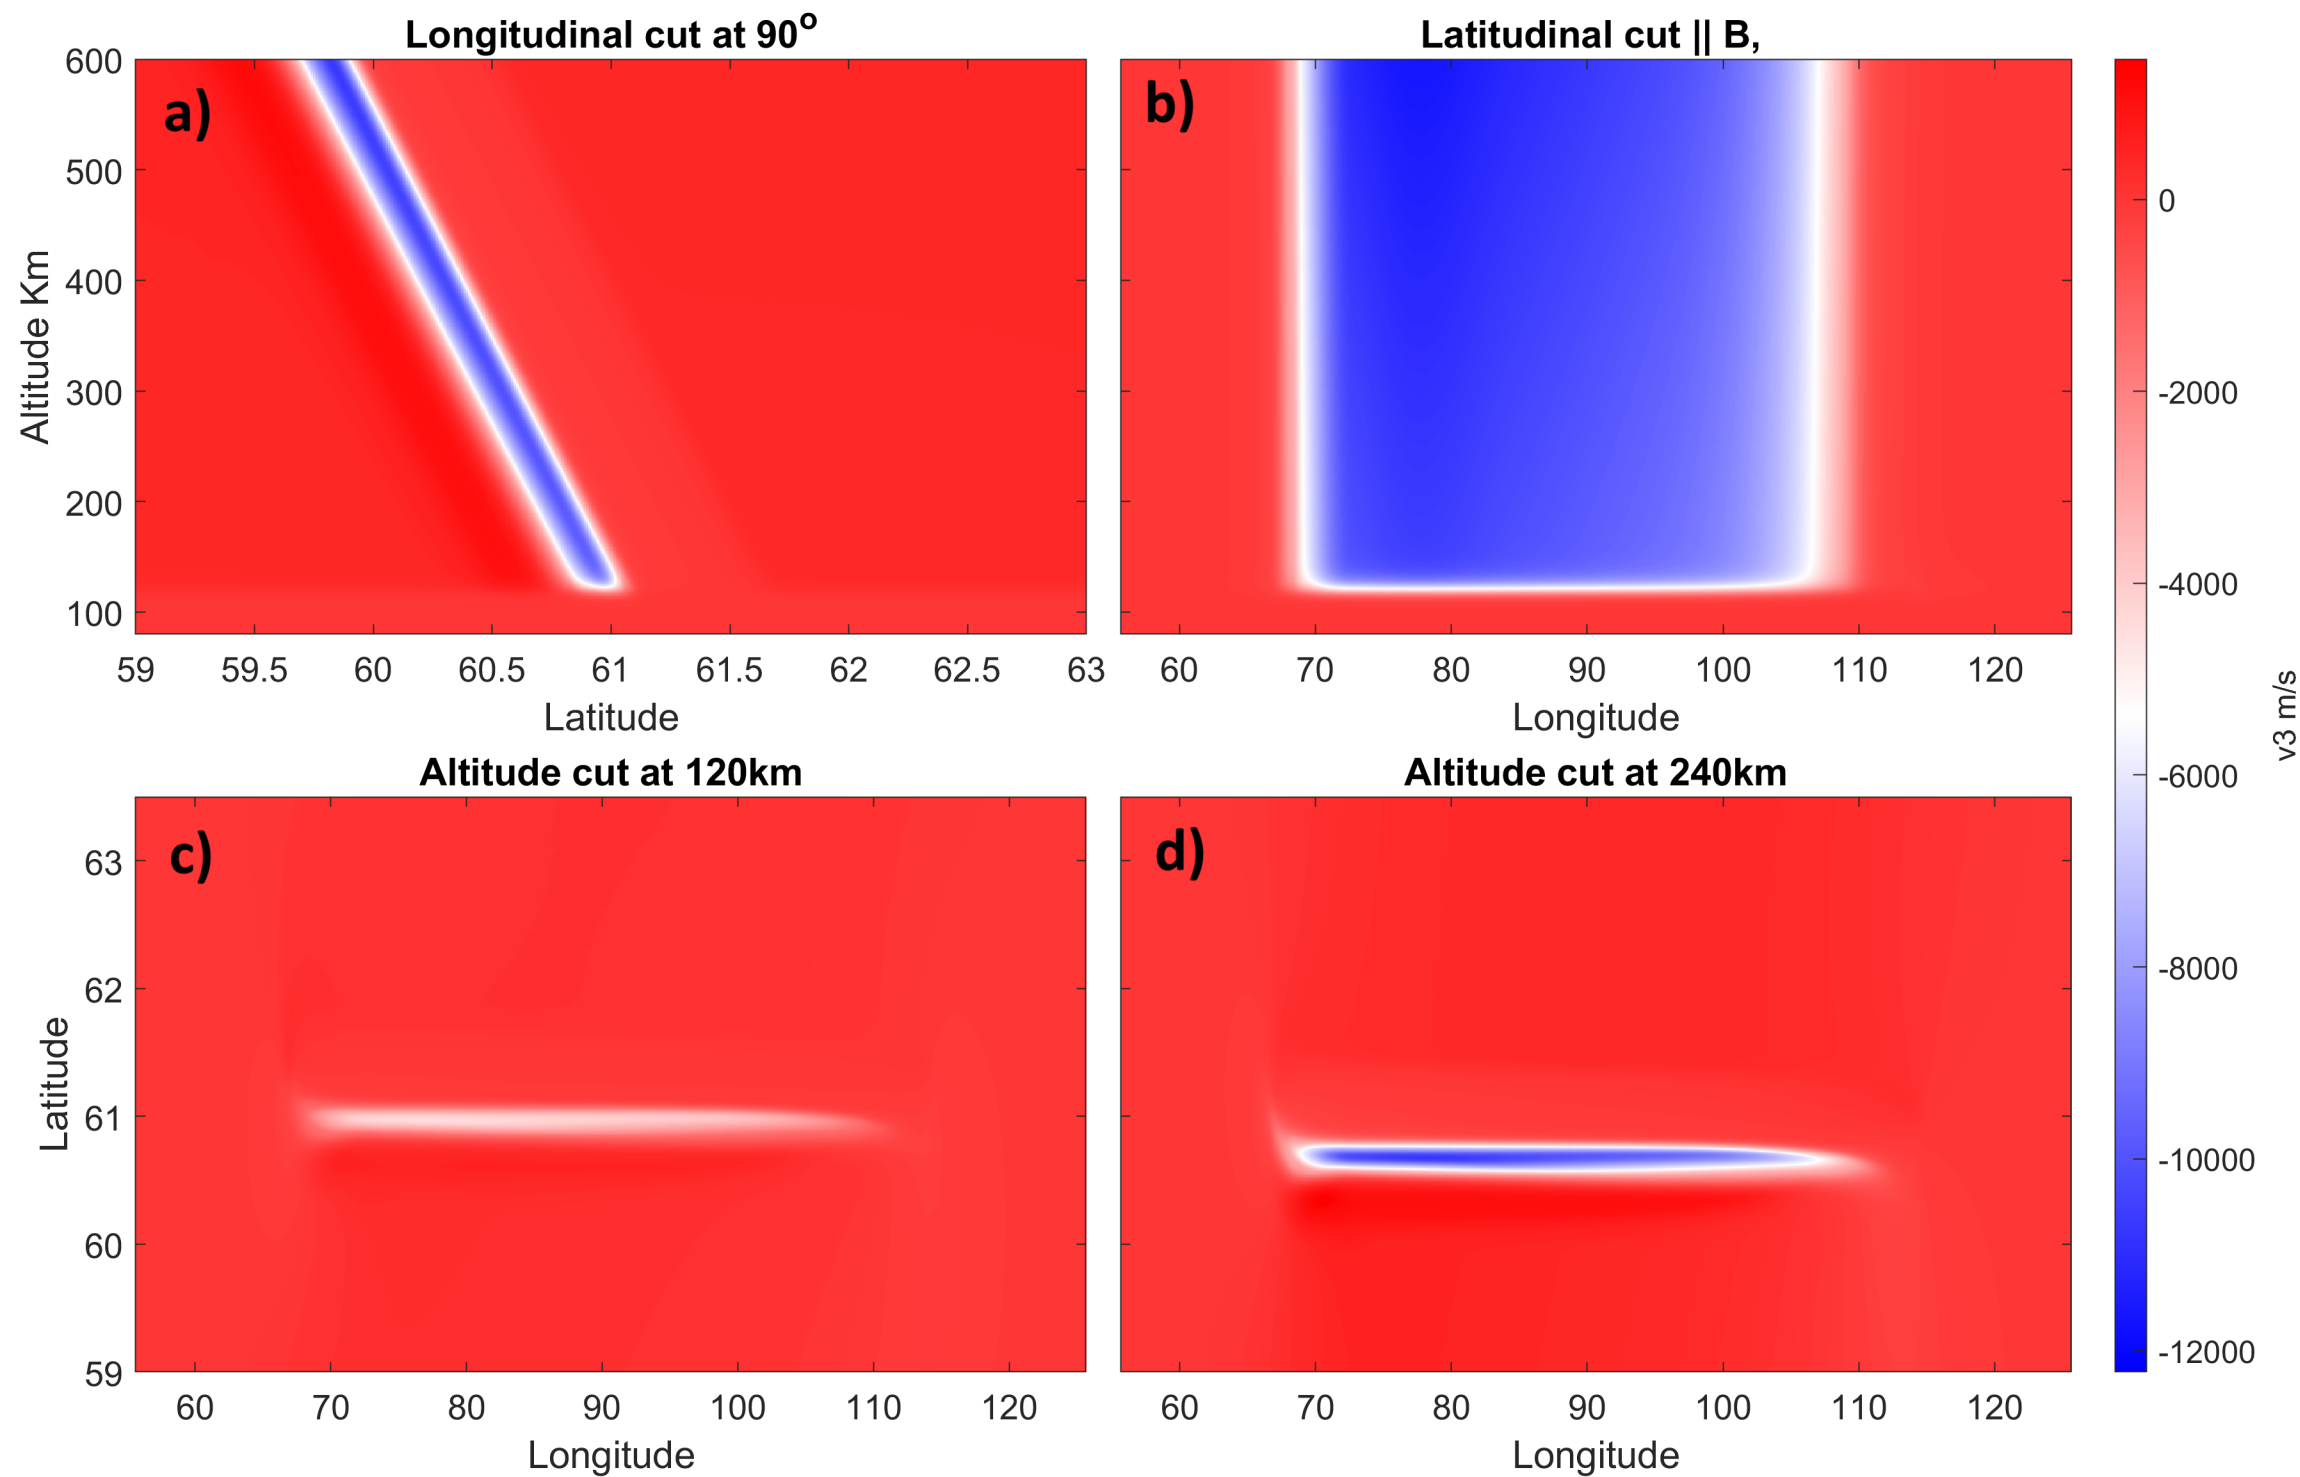 Longitudinal cut at 90o
Latitudinal cut || B,
a)
b)
600
500
400
300
200
100
Altitude Km
59 59.5 60 60.5 61 61.5 62 62.5 63
Latitude
60 70 80 90 100 110 120
Longitude
Altitude cut at 120km
Altitude cut at 240km
c)
d)
63
62
61
60
59
Latitude
60 70 80 90 100 110 120
Longitude
60 70 80 90 100 110 120
Longitude
0
-2000
-4000
-6000
-8000
-10000
-12000
v3 m/s